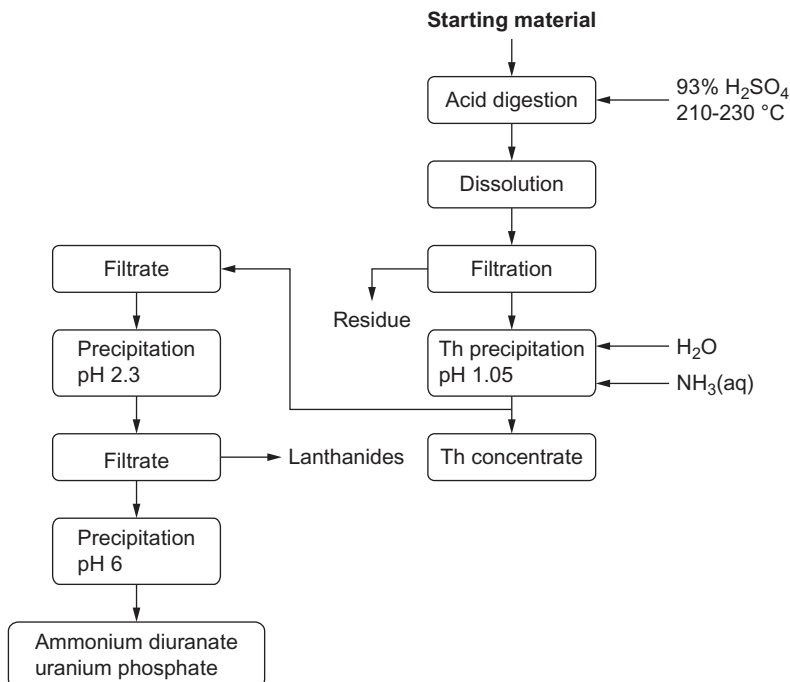 Starting material
Acid digestion
93% H₂SO₄
210-230 °C
Dissolution
Filtrate
Filtration
Residue
Precipitation
pH 2.3
Th precipitation
pH 1.05
H₂O
NH₃(aq)
Filtrate
Lanthanides
Th concentrate
Precipitation
pH 6
Ammonium diuranate
uranium phosphate